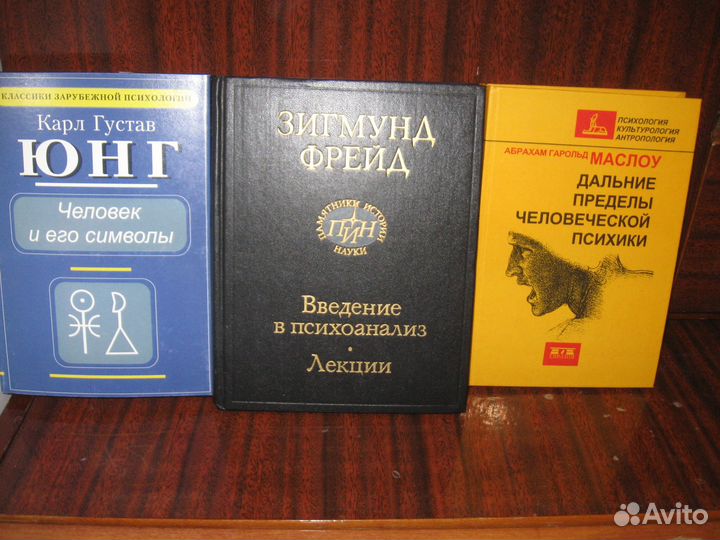 КЛАССИКИ ЗАРУБЕЖНОЙ ПСИХОЛОГИИ
Карл Густав
ЮНГ
Человек
и его символы
ЗИГМУНД
ФРЕЙД
ПАМЯТНИКИ ИСТОРИИ
ПИН
НАУКИ
Введение
в психоанализ
•
Лекции
ПСИХОЛОГИЯ
КУЛЬТУРОЛОГИЯ
АНТРОПОЛОГИЯ
АБРАХАМ ГАРОЛЬД МАСЛОУ
ДАЛЬНИЕ
ПРЕДЕЛЫ
ЧЕЛОВЕЧЕСКОЙ
ПСИХИКИ
Avito